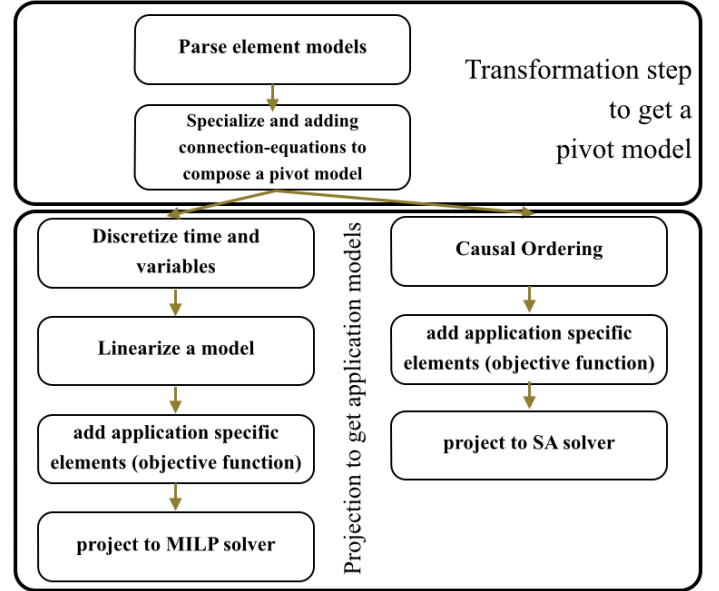 Parse element models
Transformation step
to get a
pivot model
Specialize and adding
connection-equations to
compose a pivot model
Discretize time and
variables
Linearize a model
add application specific
elements (objective function)
project to MILP solver
Projection to get application models
Causal Ordering
add application specific
elements (objective function)
project to SA solver